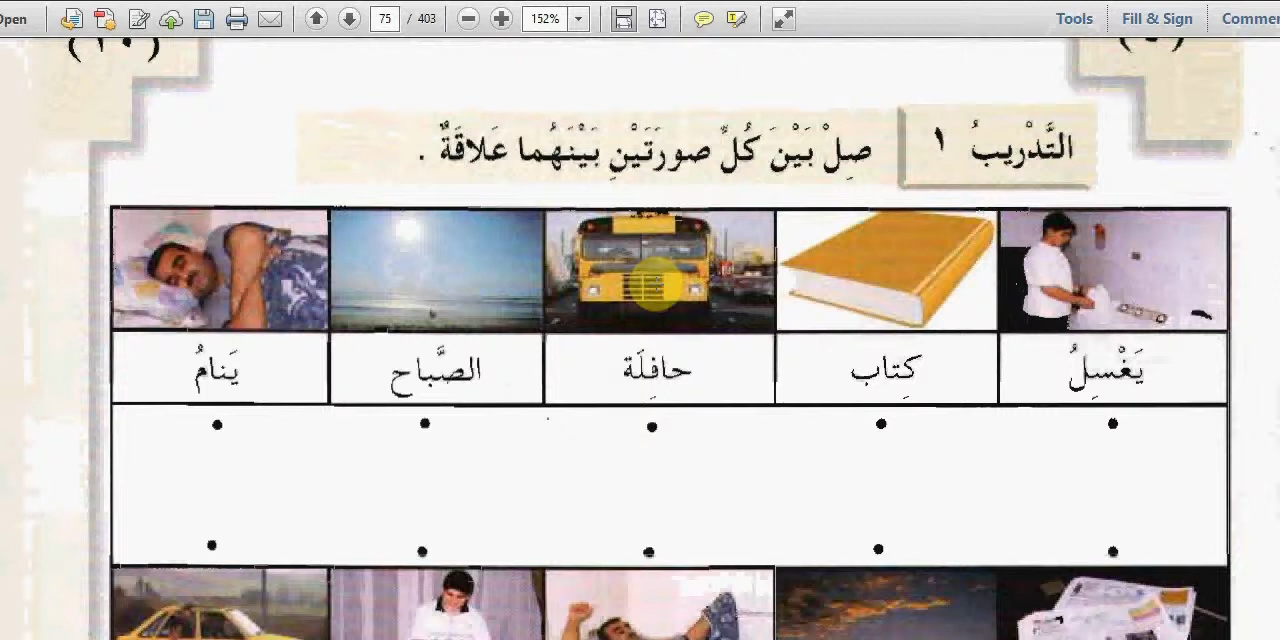 Open 75 / 403 152% Tools Fill & Sign Commen
التَّدْرِيبُ ١ صِلْ بَيْنَ كُلِّ صورَتَيْنِ بَيْنَهُما عَلاقَةٌ .
يَغْسِلُ كِتاب حافِلَة الصَّباح يَنامُ